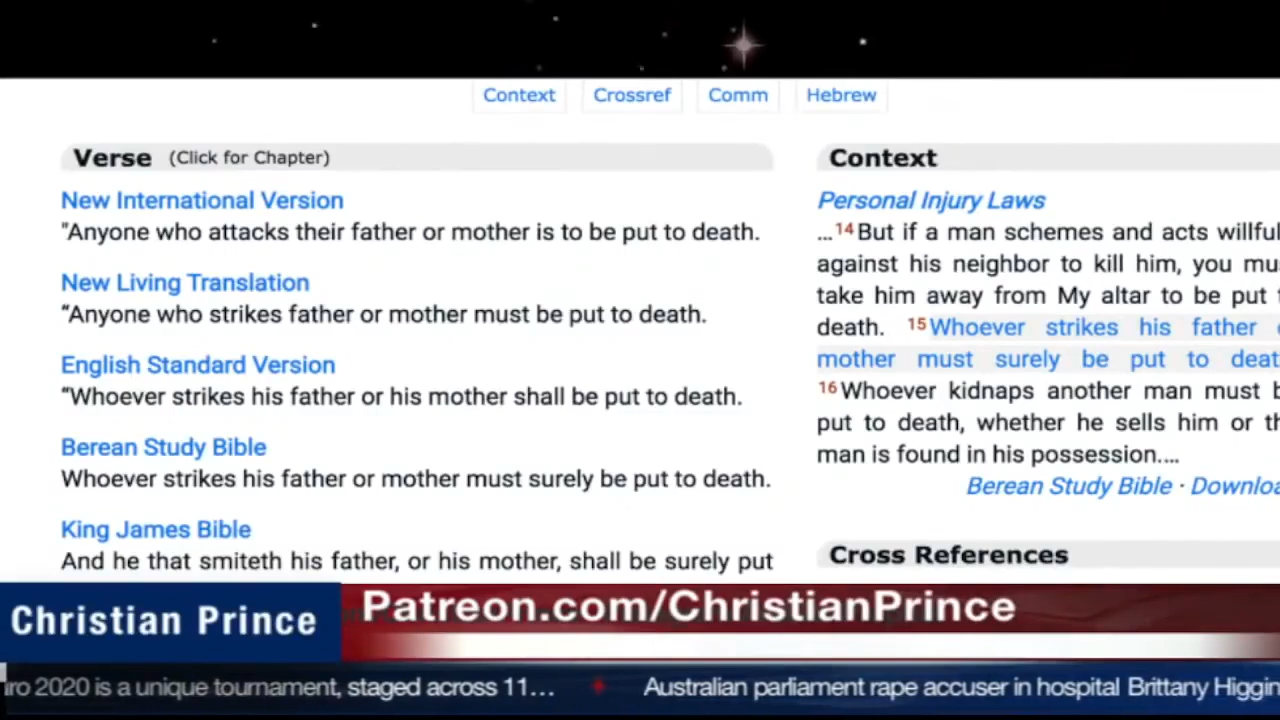 Context Crossref Comm Hebrew
Verse (Click for Chapter)
New International Version
"Anyone who attacks their father or mother is to be put to death.
New Living Translation
“Anyone who strikes father or mother must be put to death.
English Standard Version
“Whoever strikes his father or his mother shall be put to death.
Berean Study Bible
Whoever strikes his father or mother must surely be put to death.
King James Bible
And he that smiteth his father, or his mother, shall be surely put
Context
Personal Injury Laws
...14But if a man schemes and acts willful
against his neighbor to kill him, you mu
take him away from My altar to be put
death. 15Whoever strikes his father
mother must surely be put to deat
16Whoever kidnaps another man must b
put to death, whether he sells him or th
man is found in his possession....
Berean Study Bible · Downloa
Cross References
Christian Prince
Patreon.com/ChristianPrince
iro 2020 is a unique tournament, staged across 11... Australian parliament rape accuser in hospital Brittany Higgin